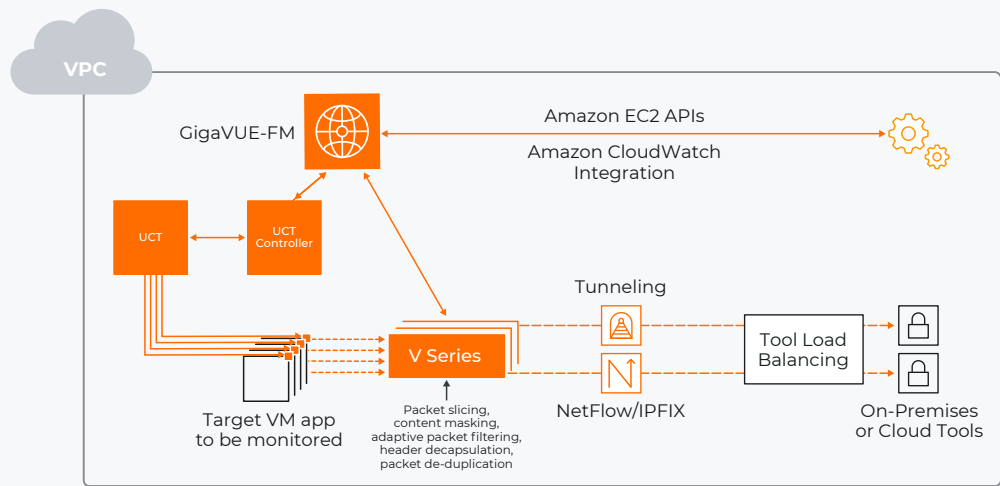 VPC
GigaVUE-FM
Amazon EC2 APIs
Amazon CloudWatch
Integration
UCT
UCT
Controller
Tunneling
V Series
Tool Load
Balancing
Target VM app
to be monitored
Packet slicing,
content masking,
adaptive packet filtering,
header decapsulation,
packet de-duplication
NetFlow/IPFIX
On-Premises
or Cloud Tools